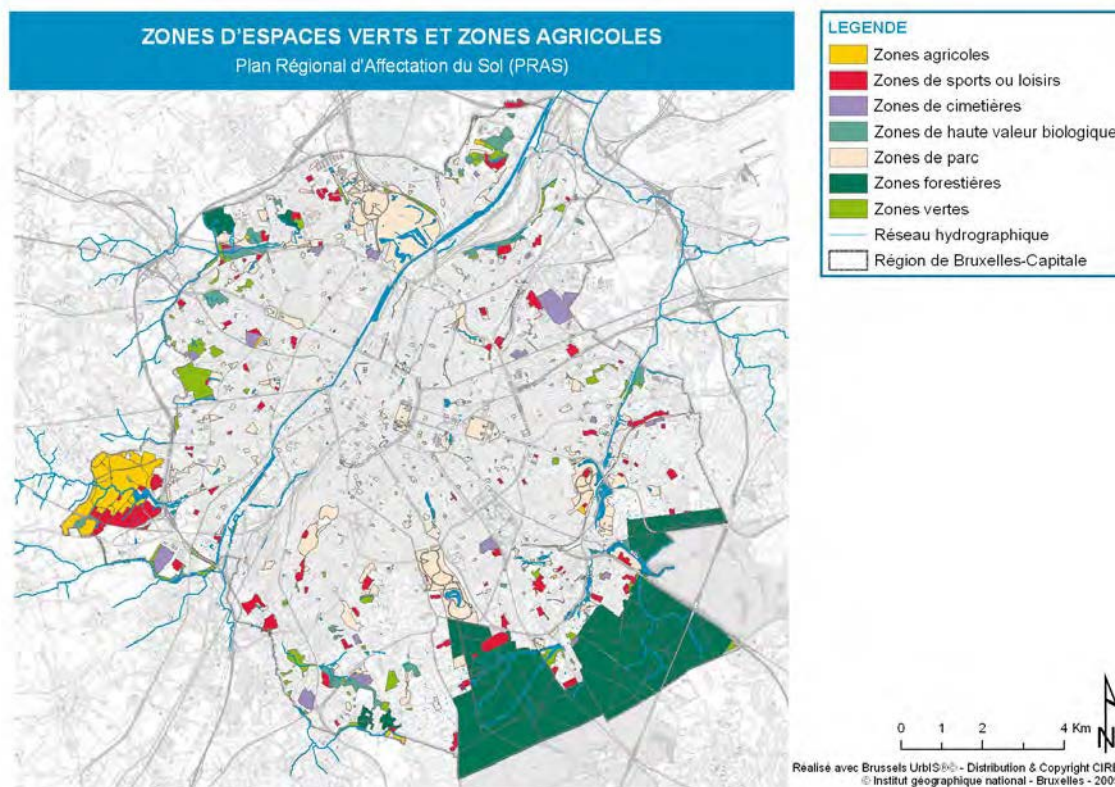 ZONES D'ESPACES VERTS ET ZONES AGRICOLES
Plan Régional d'Affectation du Sol (PRAS)
LEGENDE
Zones agricoles
Zones de sports ou loisirs
Zones de cimetières
Zones de haute valeur biologique
Zones de parc
Zones forestières
Zones vertes
Réseau hydrographique
Région de Bruxelles-Capitale
0 1 2 4 Km
N
Réalisé avec Brussels UrbIS®© - Distribution & Copyright
© Institut géographique national - Bruxelles -